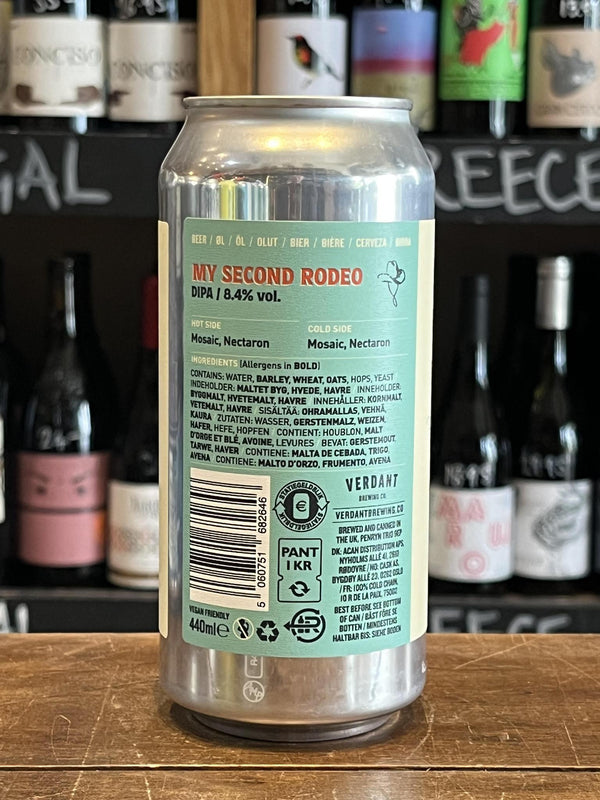 CONCISO
CONCISO
GAL
REECE
BEER / ØL / ÖL / OLUT / BIER / BIÈRE / CERVEZA / BIRRA
MY SECOND RODEO
DIPA / 8.4% vol.
HOT SIDE
Mosaic, Nectaron
COLD SIDE
Mosaic, Nectaron
INGREDIENTS (Allergens in BOLD)
CONTAINS: WATER, BARLEY, WHEAT, OATS, HOPS, YEAST
INDEHOLDER: MALTET BYG, HVEDE, HAVRE INNEHOLDER:
BYGGMALT, HVETEMALT, HAVRE INNEHÅLLER: KORNMALT,
VETEMALT, HAVRE SISÄLTÄÄ: OHRAMALLAS, VEHNÄ,
KAURA ZUTATEN: WASSER, GERSTENMALZ, WEIZEN,
HAFER, HEFE, HOPFEN CONTIENT: HOUBLON, MALT
D'ORGE ET BLÉ, AVOINE, LEVURES BEVAT: GERSTEMOUT,
TARWE, HAVER CONTIENE: MALTA DE CEBADA, TRIGO,
AVENA CONTIENE: MALTO D'ORZO, FRUMENTO, AVENA
5 060751 682646
STATIEGELDBLIK
STATIEGELDBLIK
€
PANT
1 KR
VERDANT
BREWING CO
VERDANTBREWING.CO
BREWED AND CANNED IN
THE UK, PENRYN TR10 9EP
DK: ACAN DISTRIBUTION APS,
NYHOLMS ALLÉ 41, 2610
RØDOVRE / NO: CASK AS,
BYGDØY ALLÉ 23, 0262 OSLO
/ FR: 100% COLD CHAIN,
10 R DE LA PAUL 75002
BEST BEFORE SEE BOTTOM
OF CAN / BÄST FÖRE SE
BOTTEN / MINDESTENS
HALTBAR BIS: SIEHE BODEN
VEGAN FRIENDLY
440ml e